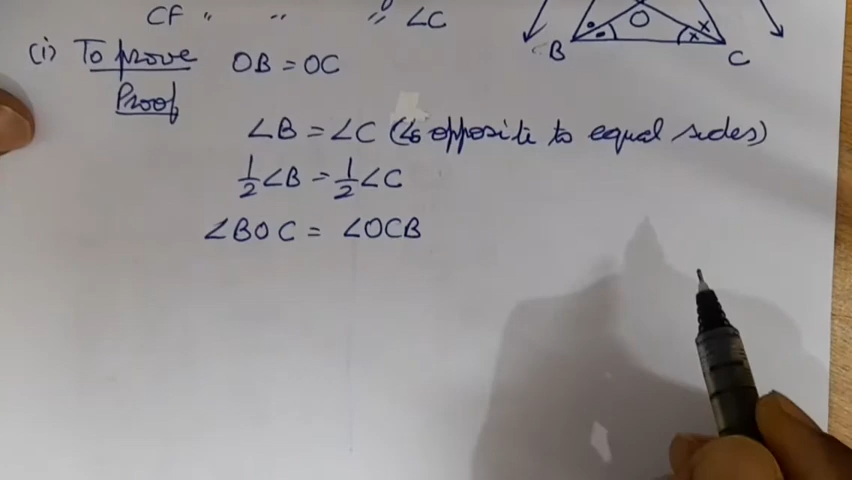 CF " " " ∠C
B O C
(i) To prove OB = OC
Proof
∠B = ∠C (∠s opposite to equal sides)
1/2 ∠B = 1/2 ∠C
∠BOC = ∠OCB